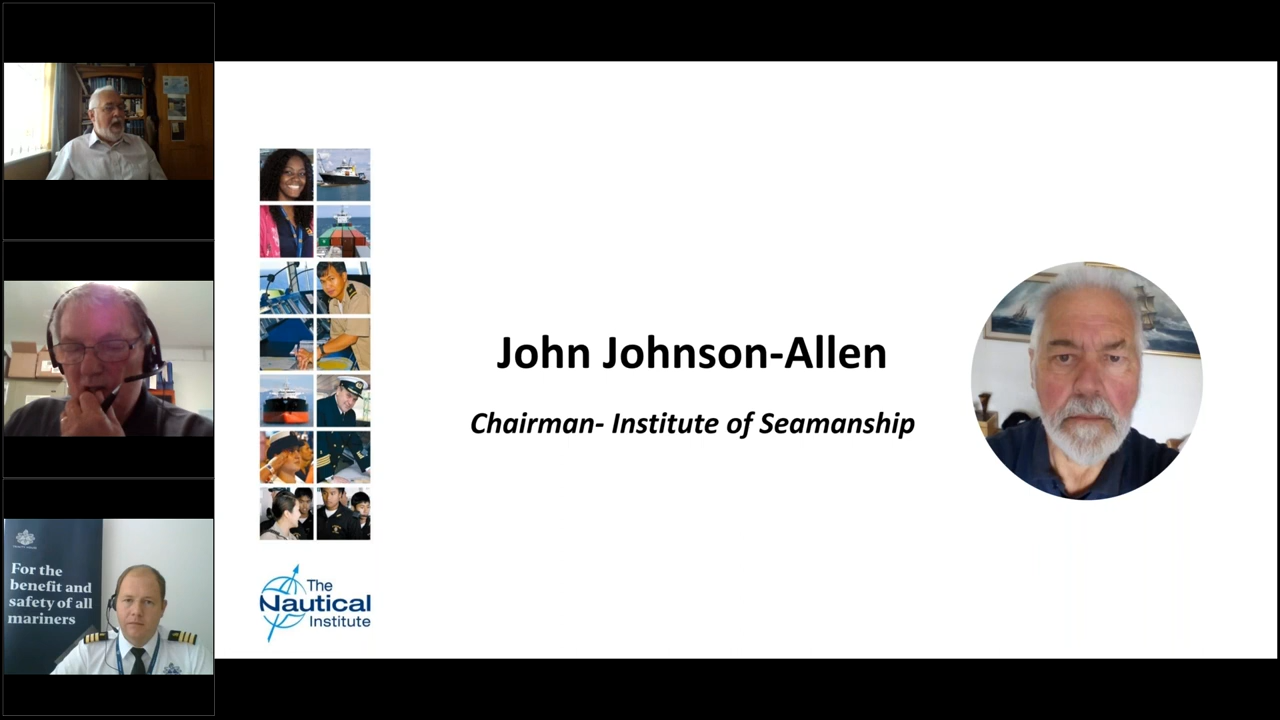 John Johnson-Allen
Chairman- Institute of Seamanship
The
Nautical
Institute
For the
benefit and
safety of all
mariners